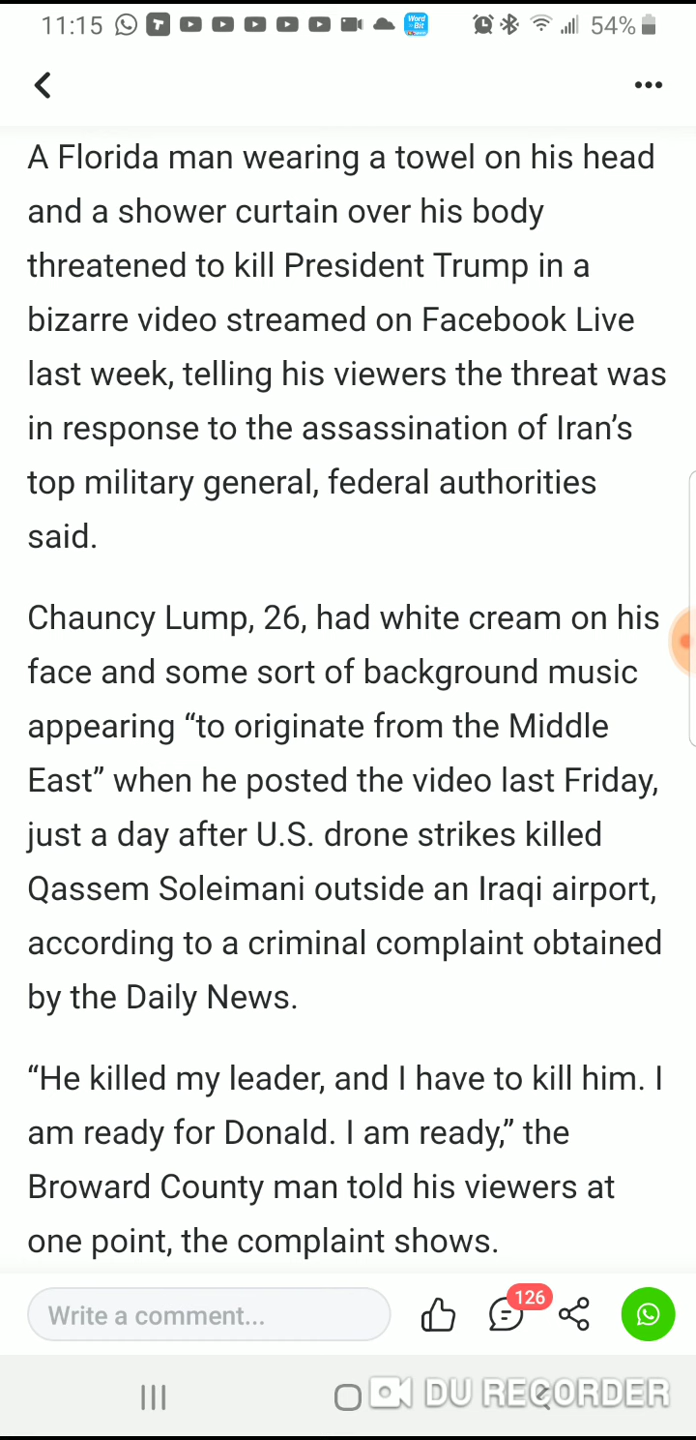 11:15
Word
Bit
54%
A Florida man wearing a towel on his head
and a shower curtain over his body
threatened to kill President Trump in a
bizarre video streamed on Facebook Live
last week, telling his viewers the threat was
in response to the assassination of Iran’s
top military general, federal authorities
said.
Chauncy Lump, 26, had white cream on his
face and some sort of background music
appearing “to originate from the Middle
East” when he posted the video last Friday,
just a day after U.S. drone strikes killed
Qassem Soleimani outside an Iraqi airport,
according to a criminal complaint obtained
by the Daily News.
“He killed my leader, and I have to kill him. I
am ready for Donald. I am ready,” the
Broward County man told his viewers at
one point, the complaint shows.
126
Write a comment...
DU RECORDER